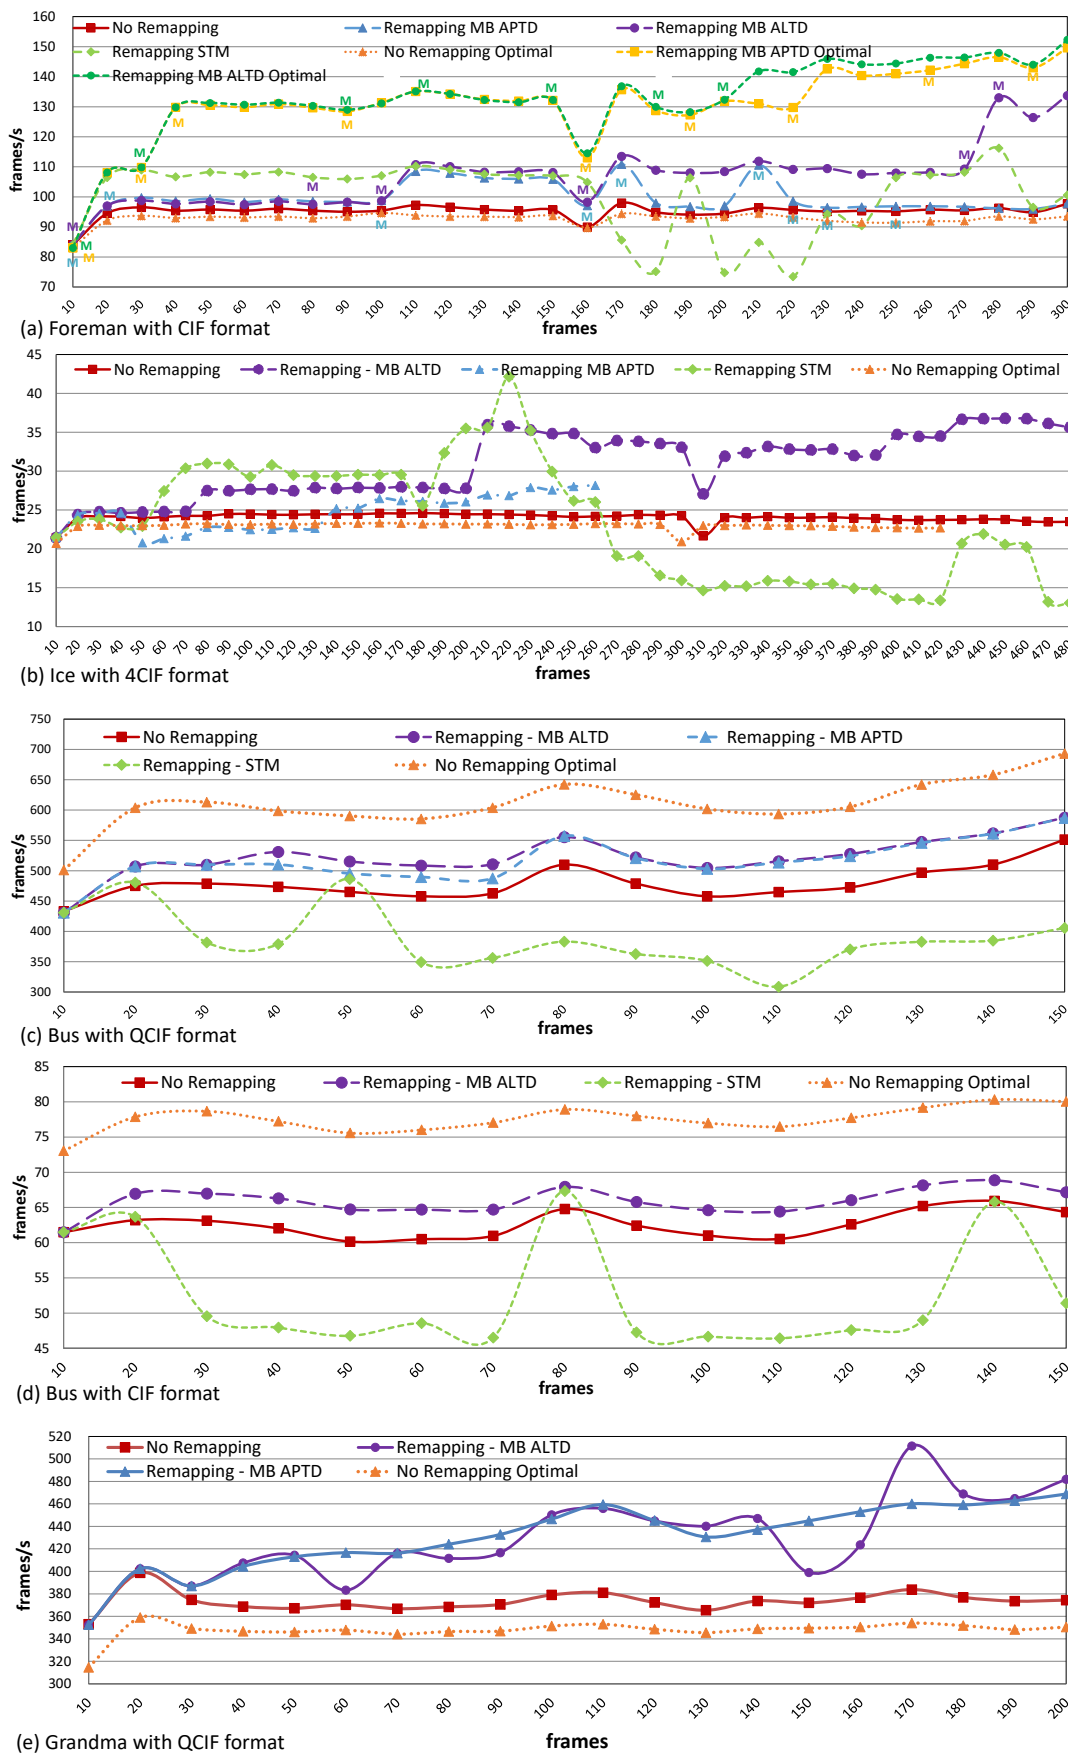 160
150
140
130
120
110
100
90
80
70
frames/s
No Remapping
Remapping MB APTD
Remapping MB ALTD
Remapping STM
No Remapping Optimal
Remapping MB APTD Optimal
Remapping MB ALTD Optimal
M M M M M M M M M M M M M M M M M M M M M M M M M M M M M M M
10 20 30 40 50 60 70 80 90 100 110 120 130 140 150 160 170 180 190 200 210 220 230 240 250 260 270 280 290 300
frames
(a) Foreman with CIF format
45
40
35
30
25
20
15
10
frames/s
No Remapping
Remapping - MB ALTD
Remapping MB APTD
Remapping STM
No Remapping Optimal
10 20 30 40 50 60 70 80 90 100 110 120 130 140 150 160 170 180 190 200 210 220 230 240 250 260 270 280 290 300 310 320 330 340 350 360 370 380 390 400 410 420 430 440 450 460 470 480
frames
(b) Ice with 4CIF format
750
700
650
600
550
500
450
400
350
300
frames/s
No Remapping
Remapping - MB ALTD
Remapping - MB APTD
Remapping - STM
No Remapping Optimal
10 20 30 40 50 60 70 80 90 100 110 120 130 140 150
frames
(c) Bus with QCIF format
85
80
75
70
65
60
55
50
45
frames/s
No Remapping
Remapping - MB ALTD
Remapping - STM
No Remapping Optimal
10 20 30 40 50 60 70 80 90 100 110 120 130 140 150
frames
(d) Bus with CIF format
520
500
480
460
440
420
400
380
360
340
320
300
frames/s
No Remapping
Remapping - MB ALTD
Remapping - MB APTD
No Remapping Optimal
10 20 30 40 50 60 70 80 90 100 110 120 130 140 150 160 170 180 190 200
frames
(e) Grandma with QCIF format